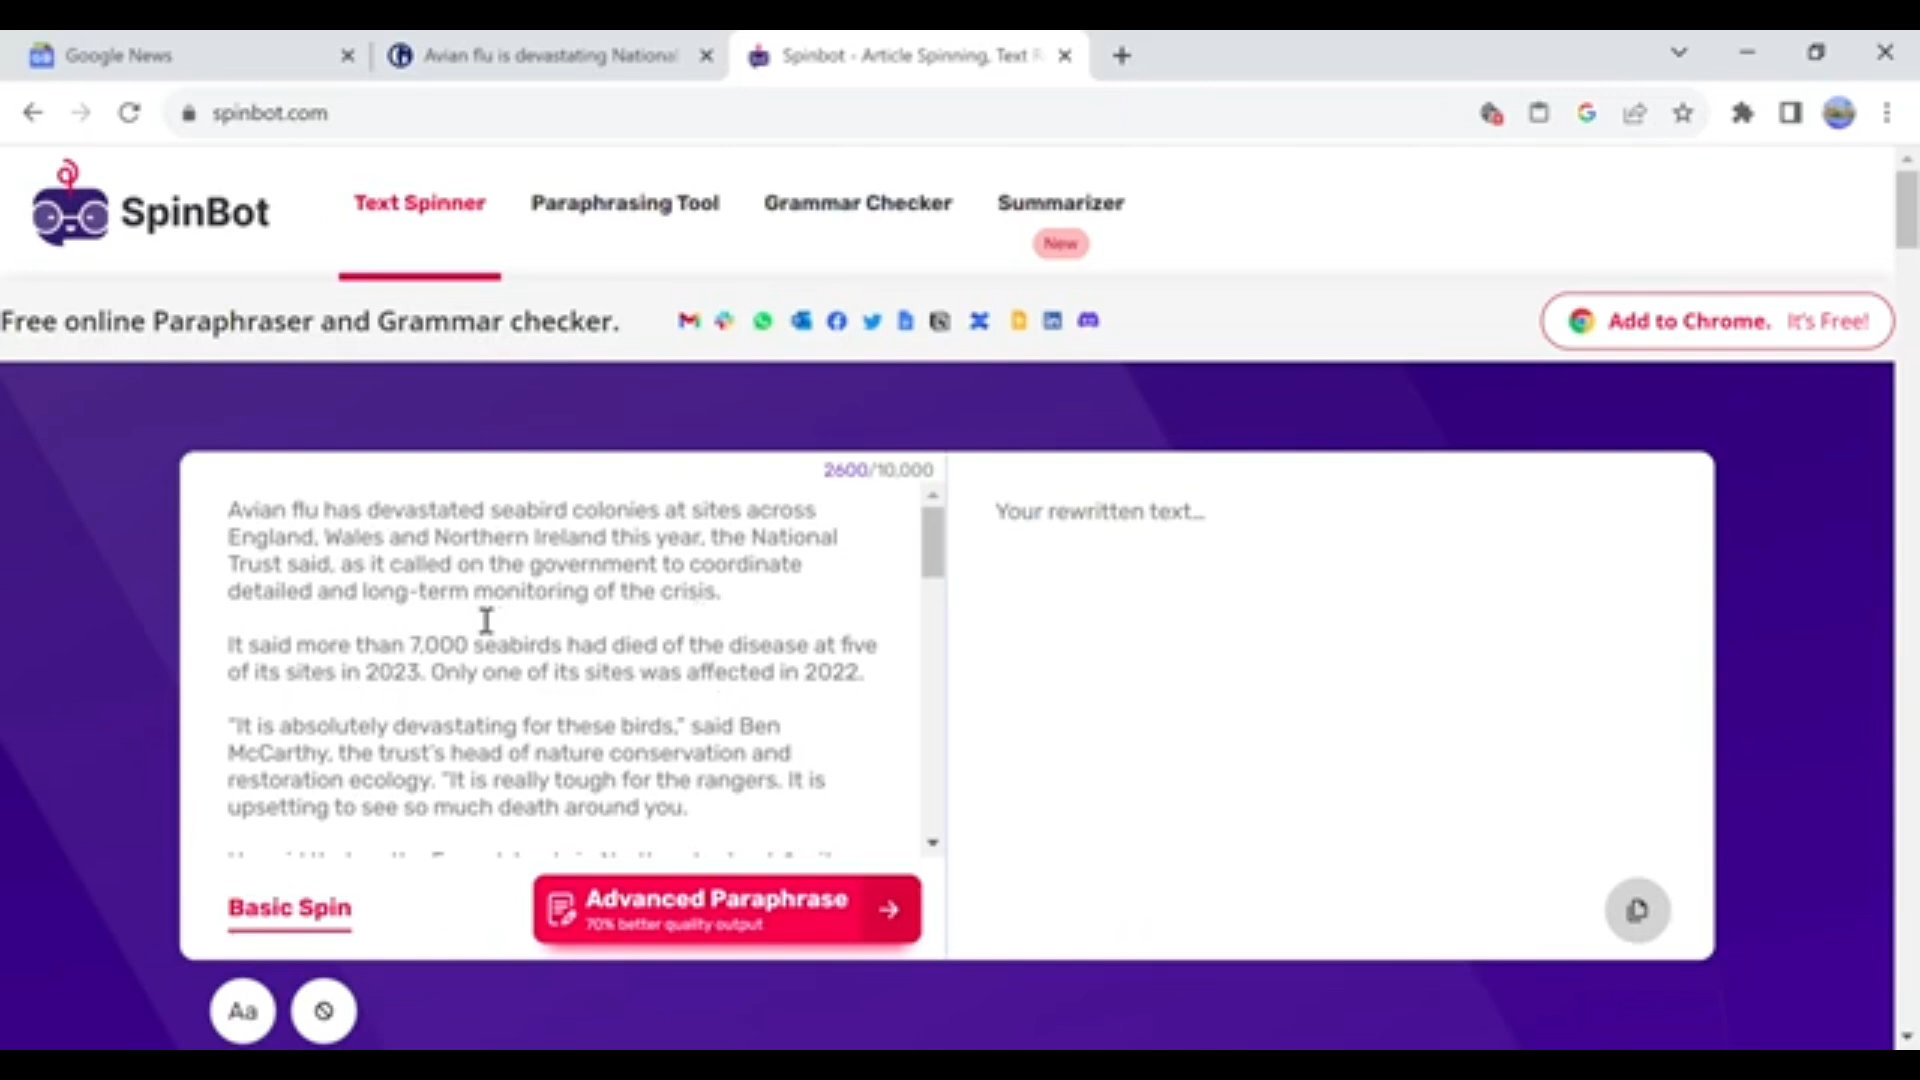 Google News
Avian flu is devastating National
Spinbot - Article Spinning, Text R
spinbot.com
SpinBot
Text Spinner
Paraphrasing Tool
Grammar Checker
Summarizer
New
Free online Paraphraser and Grammar checker.
Add to Chrome. It's Free!
2600/10,000
Avian flu has devastated seabird colonies at sites across
England, Wales and Northern Ireland this year, the National
Trust said, as it called on the government to coordinate
detailed and long-term monitoring of the crisis.
It said more than 7,000 seabirds had died of the disease at five
of its sites in 2023. Only one of its sites was affected in 2022.
"It is absolutely devastating for these birds," said Ben
McCarthy, the trust's head of nature conservation and
restoration ecology. "It is really tough for the rangers. It is
upsetting to see so much death around you.
Your rewritten text...
Basic Spin
Advanced Paraphrase
70% better quality output
Aa